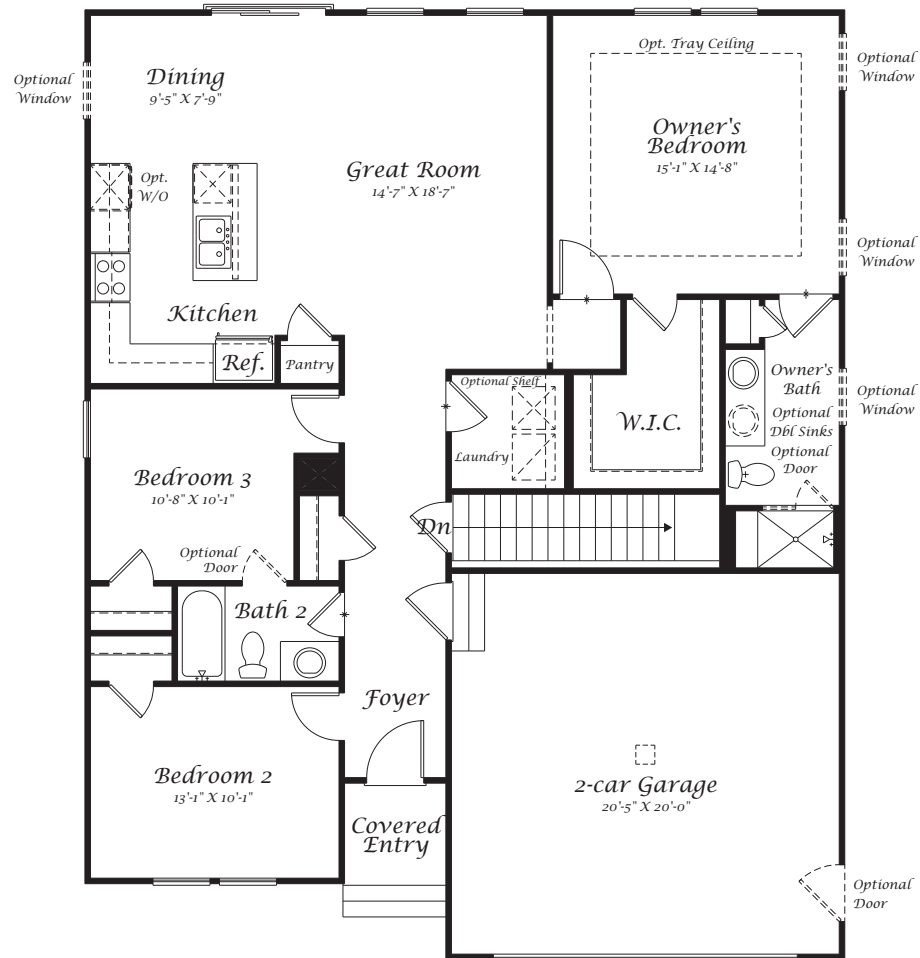 Opt. Tray Ceiling
Optional
Window
Dining
9'-5" X 7'-9"
Optional
Window
Owner's
Bedroom
15'-1" X 14'-8"
Great Room
14'-7" X 18'-7"
Opt.
W/O
Optional
Window
Kitchen
Ref.
Pantry
Optional Shelf
Laundry
W.I.C.
Owner's
Bath
Optional
Dbl Sinks
Optional
Door
Optional
Window
Bedroom 3
10'-8" X 10'-1"
Dn
Optional
Door
Bath 2
Foyer
Bedroom 2
13'-1" X 10'-1"
2-car Garage
20'-5" X 20'-0"
Covered
Entry
Optional
Door